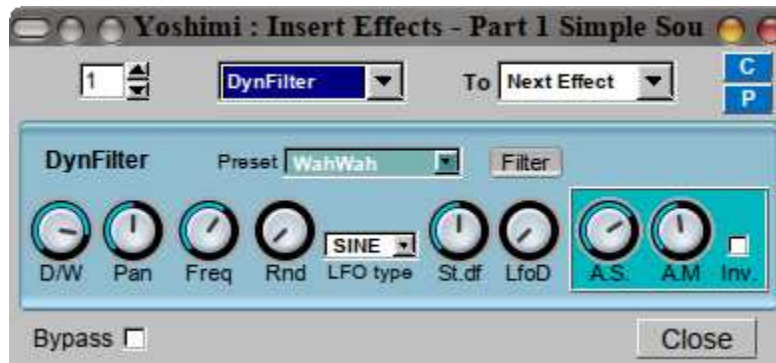 Yoshimi : Insert Effects - Part 1 Simple Sou
1 DynFilter To Next Effect C
P
DynFilter Preset WahWah Filter
SINE
D/W Pan Freq Rnd LFO type St.df LfoD A.S. A.M Inv.
Bypass Close